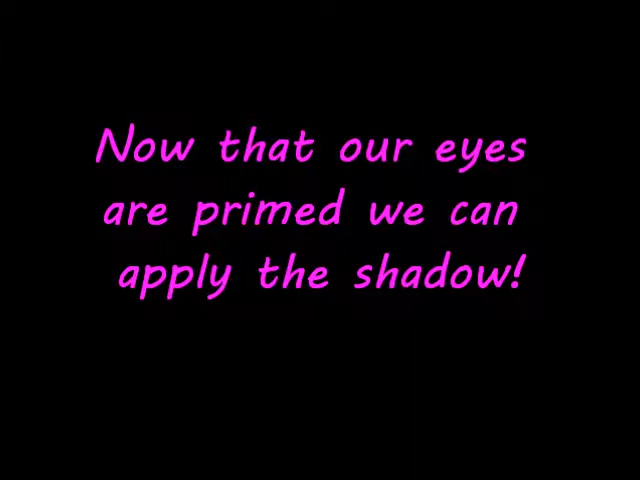 Now that our eyes
are primed we can
apply the shadow!